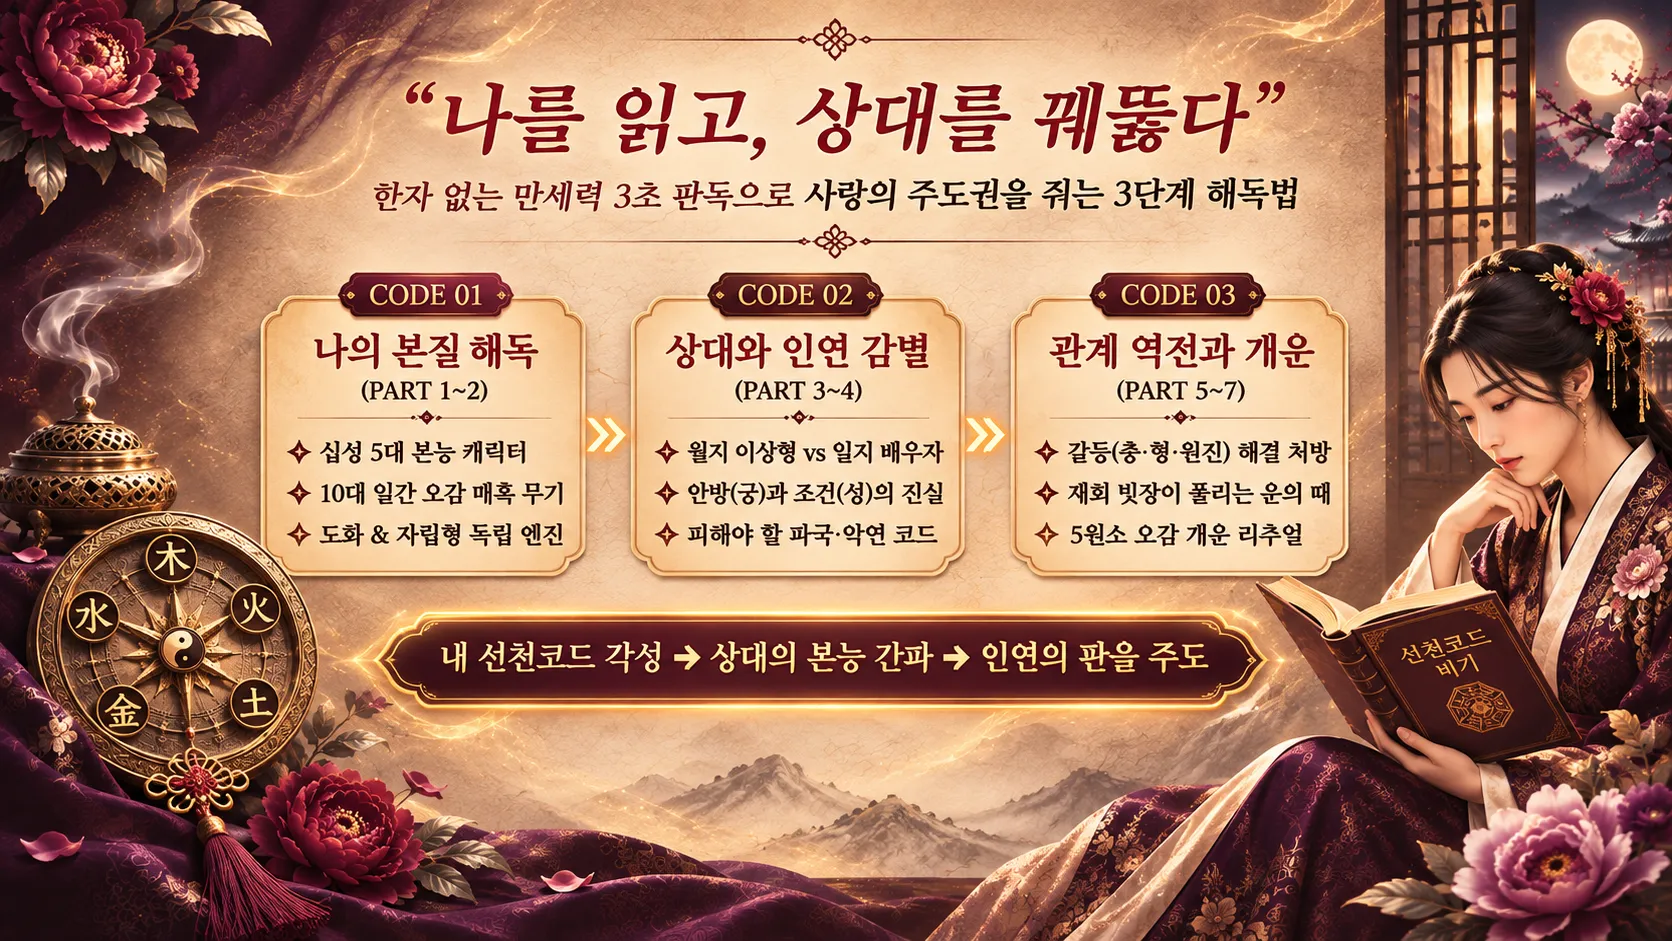 “나를 읽고, 상대를 꿰뚫다”
한자 없는 만세력 3초 판독으로 사랑의 주도권을 쥐는 3단계 해독법
CODE 01
나의 본질 해독
(PART 1~2)
십성 5대 본능 캐릭터
10대 일간 오감 매혹 무기
도화 & 자립형 독립 엔진
CODE 02
상대와 인연 감별
(PART 3~4)
월지 이상형 vs 일지 배우자
안방(궁)과 조건(성)의 진실
피해야 할 파국·악연 코드
CODE 03
관계 역전과 개운
(PART 5~7)
갈등(충·형·원진) 해결 처방
재회 빗장이 풀리는 운의 때
5원소 오감 개운 리추얼
내 선천코드 각성 → 상대의 본능 간파 → 인연의 판을 주도
木
火
土
金
水
선천코드
비기